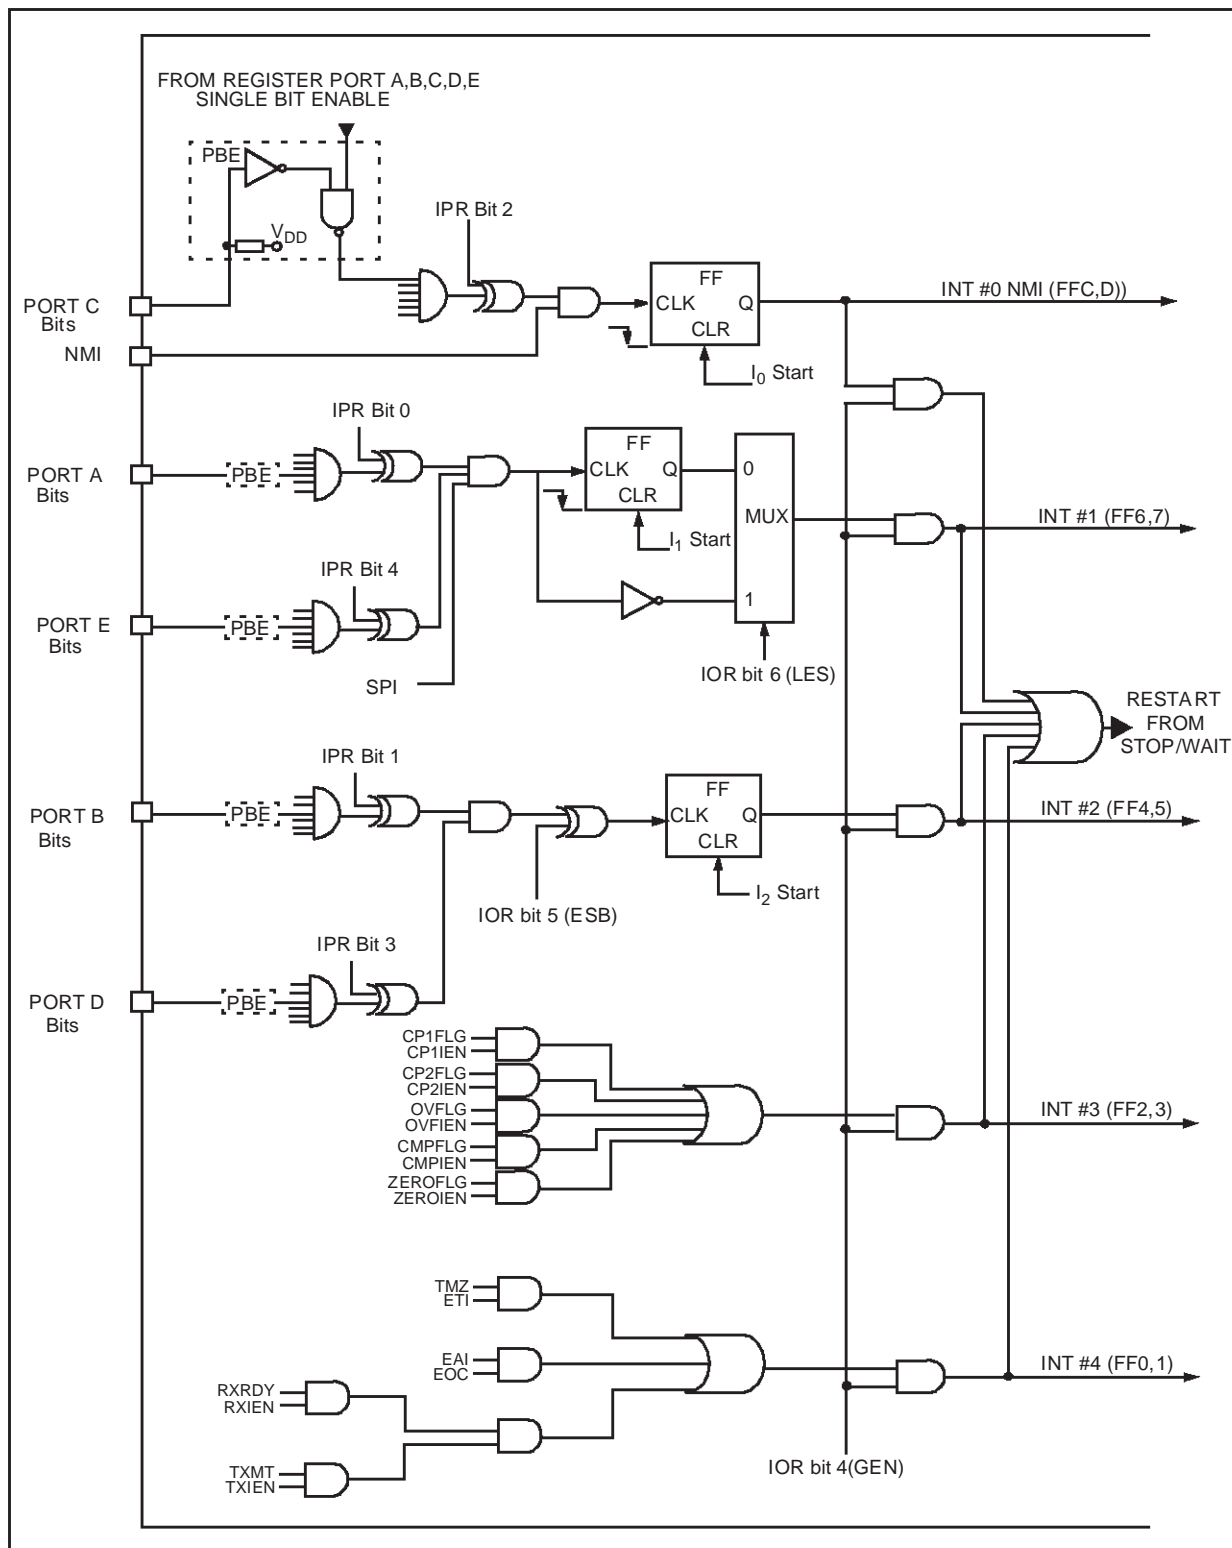 FROM REGISTER PORT A,B,C,D,E
SINGLE BIT ENABLE
PBE
VDD
IPR Bit 2
PORT C
Bits
NMI
FF
CLK
Q
CLR
I0 Start
INT #0 NMI (FFC,D))
IPR Bit 0
PORT A
Bits
PBE
FF
CLK
Q
CLR
I1 Start
0
MUX
1
INT #1 (FF6,7)
IPR Bit 4
PORT E
Bits
PBE
SPI
IOR bit 6 (LES)
RESTART
FROM
STOP/WAIT
IPR Bit 1
PORT B
Bits
PBE
FF
CLK
Q
CLR
I2 Start
IOR bit 5 (ESB)
INT #2 (FF4,5)
IPR Bit 3
PORT D
Bits
PBE
CP1FLG
CP1IEN
CP2FLG
CP2IEN
OVFLG
OVFIEN
CMPFLG
CMPIEN
ZEROFLG
ZEROIEN
INT #3 (FF2,3)
TMZ
ETI
EAI
EOC
RXRDY
RXIEN
TXMT
TXIEN
INT #4 (FF0,1)
IOR bit 4(GEN)